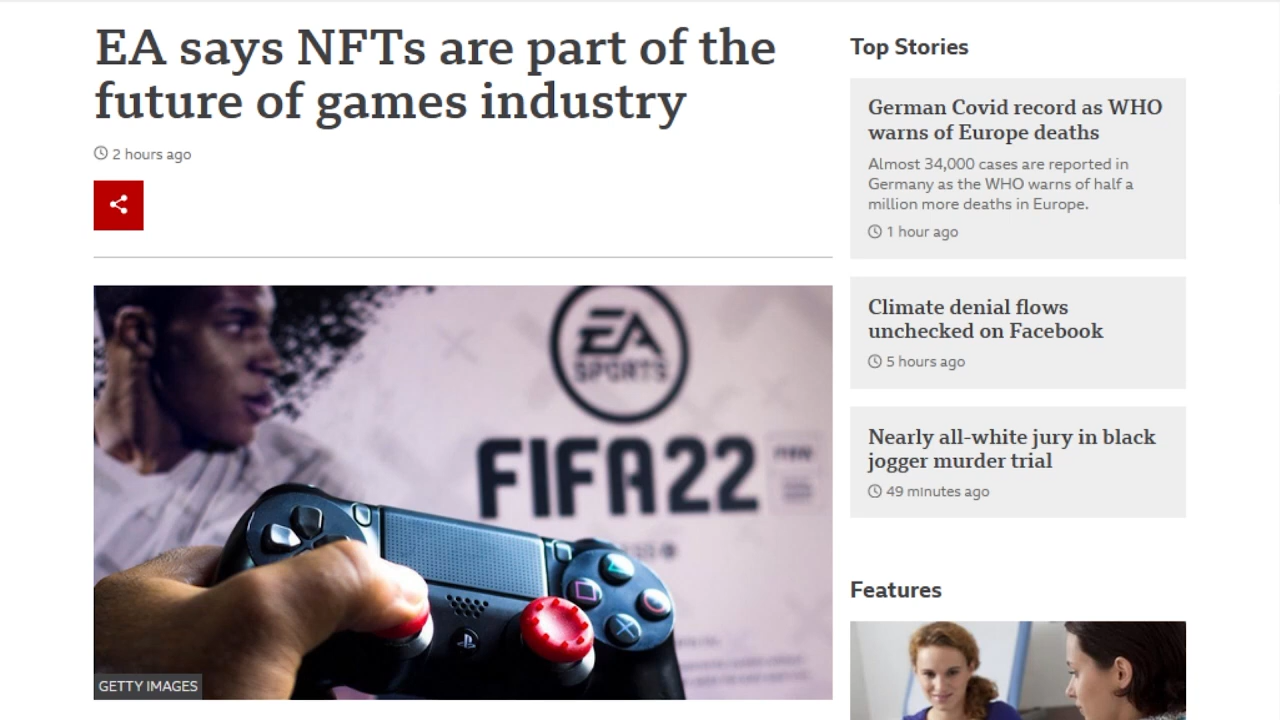 EA says NFTs are part of the
future of games industry
2 hours ago
EA
SPORTS
FIFA22
GETTY IMAGES
Top Stories
German Covid record as WHO
warns of Europe deaths
Almost 34,000 cases are reported in
Germany as the WHO warns of half a
million more deaths in Europe.
1 hour ago
Climate denial flows
unchecked on Facebook
5 hours ago
Nearly all-white jury in black
jogger murder trial
49 minutes ago
Features